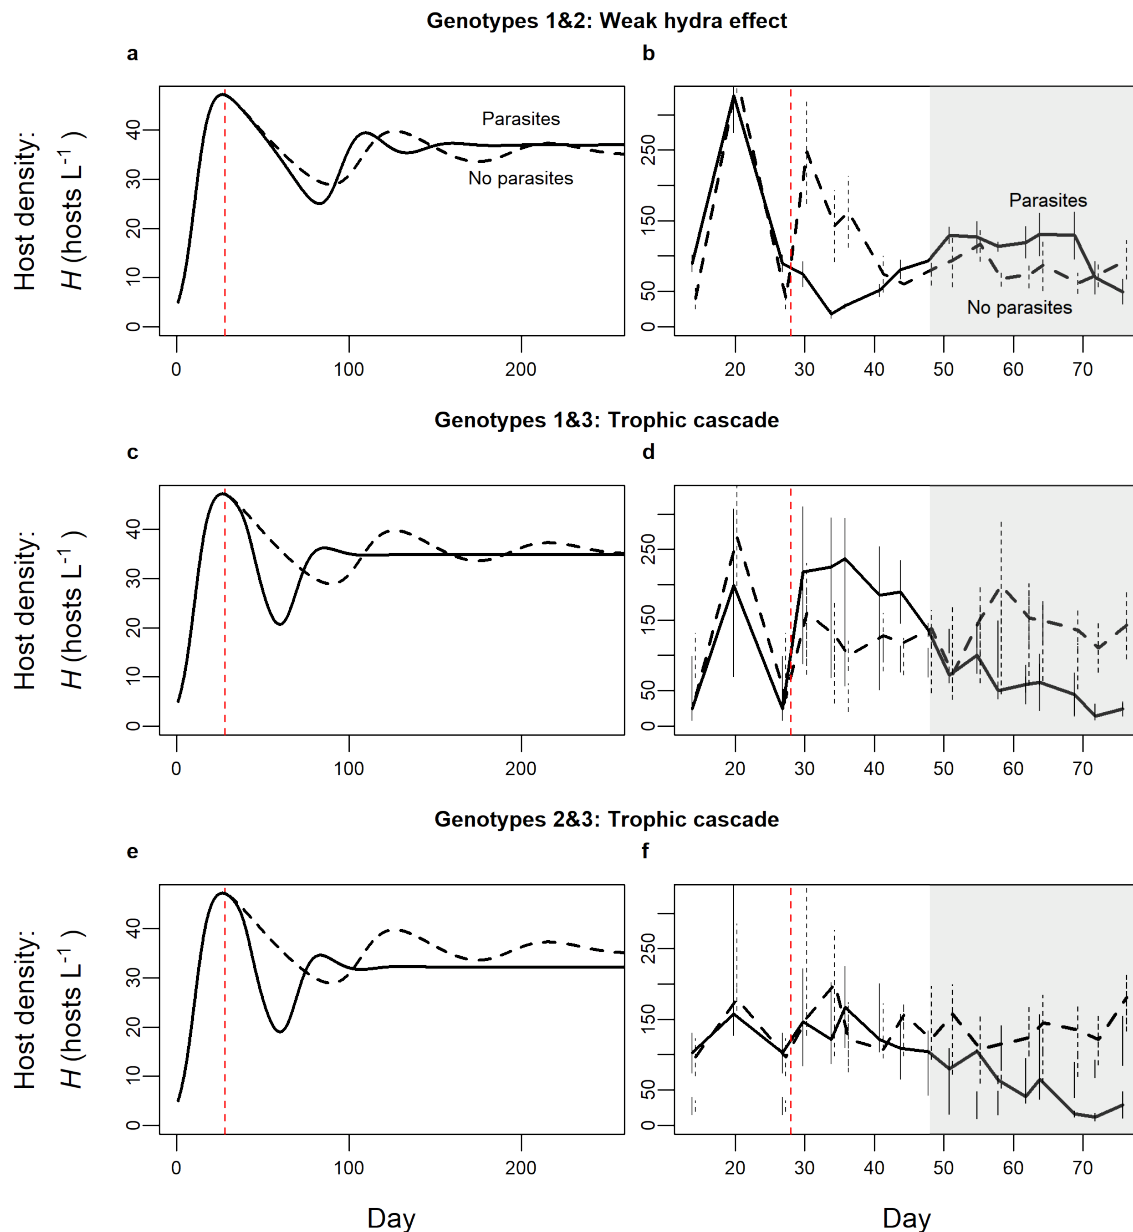 Genotypes 1&2: Weak hydra effect
a
b
Host density:
H (hosts L-1 )
0
10
20
30
40
Parasites
No parasites
0
100
200
0
50
150
250
Parasites
No parasites
20
30
40
50
60
70
Genotypes 1&3: Trophic cascade
c
d
Host density:
H (hosts L-1 )
0
10
20
30
40
0
100
200
0
50
150
250
20
30
40
50
60
70
Genotypes 2&3: Trophic cascade
e
f
Host density:
H (hosts L-1 )
0
10
20
30
40
0
100
200
0
50
150
250
20
30
40
50
60
70
Day
Day